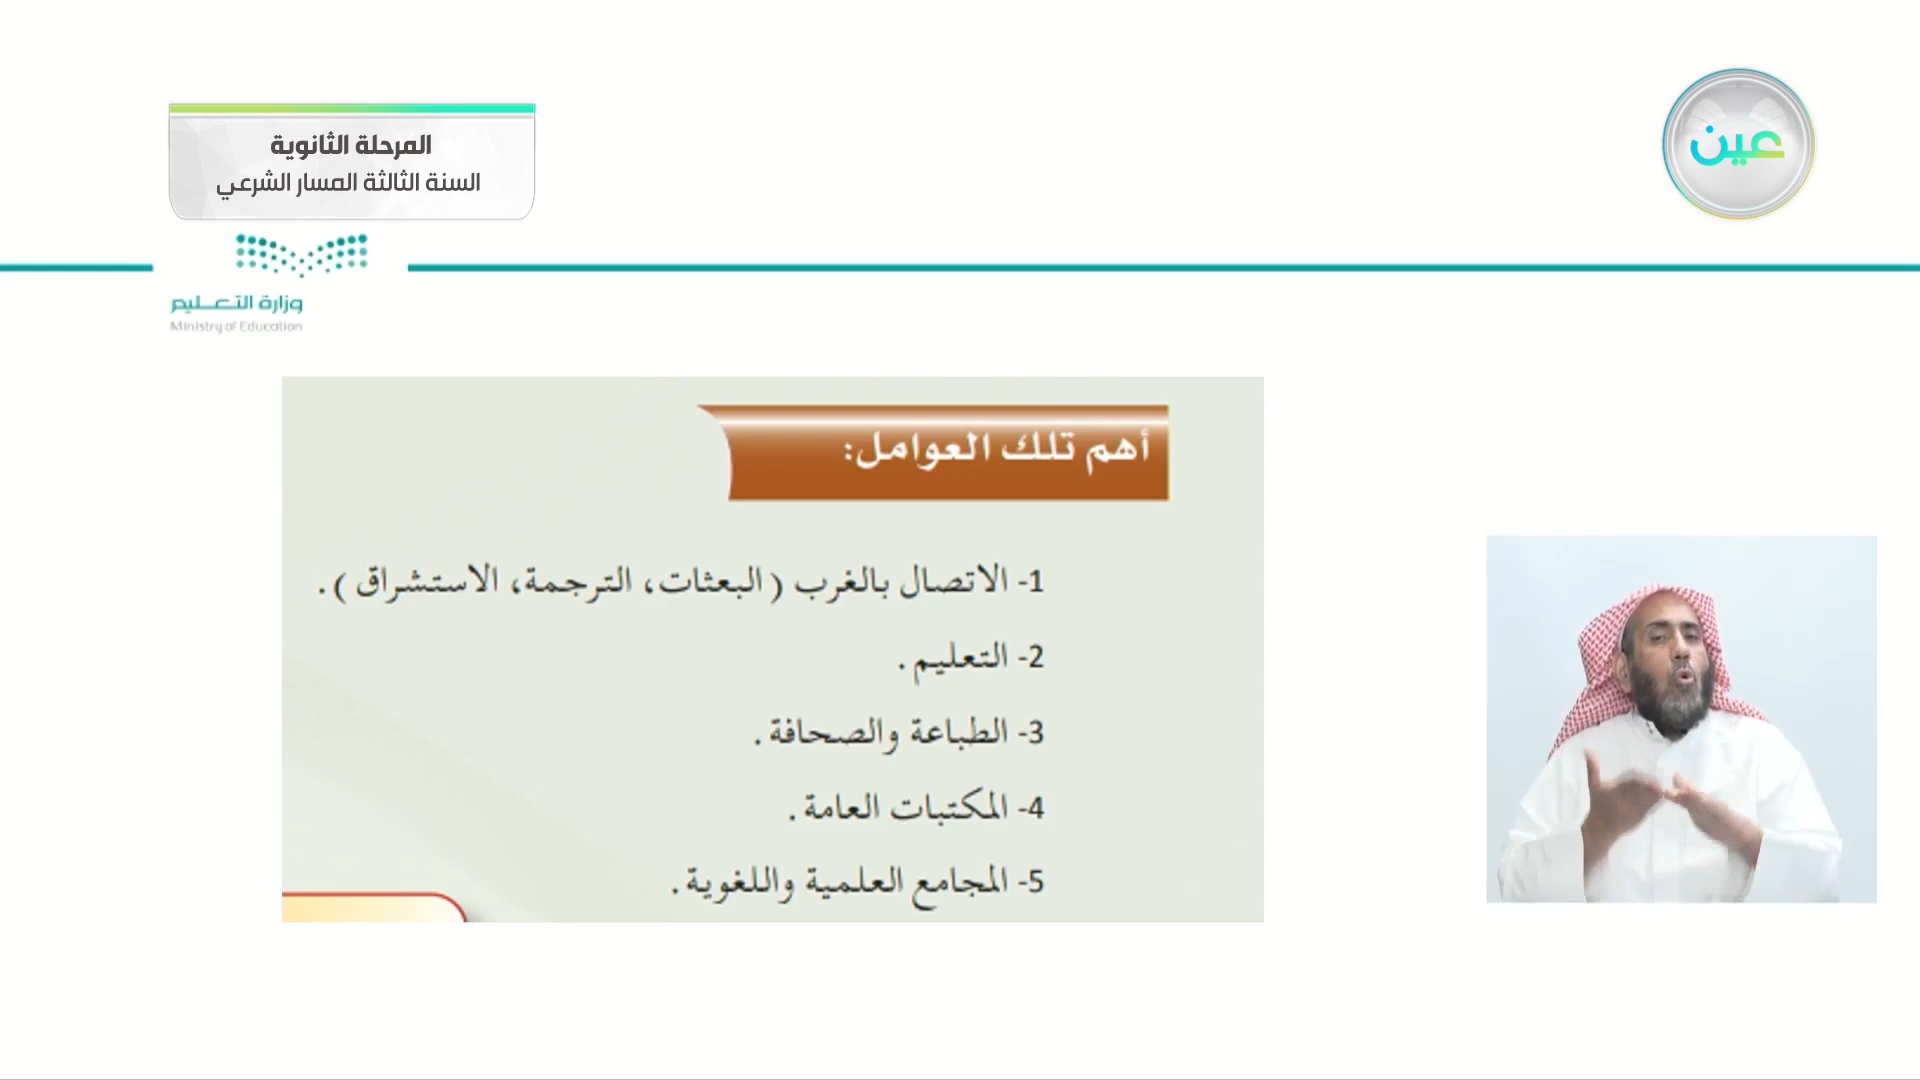 المرحلة الثانوية
السنة الثالثة المسار الشرعي
عين
وزارة التعـــليم
Ministry of Education
أهم تلك العوامل:
1- الاتصال بالغرب (البعثات، الترجمة، الاستشراق).
2- التعليم.
3- الطباعة والصحافة.
4- المكتبات العامة.
5- المجامع العلمية واللغوية.